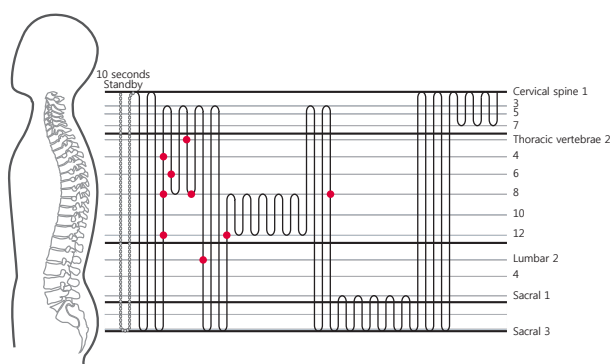 10 seconds
Standby
Cervical spine 1
3
5
7
Thoracic vertebrae 2
4
6
8
10
12
Lumbar 2
4
Sacral 1
Sacral 3